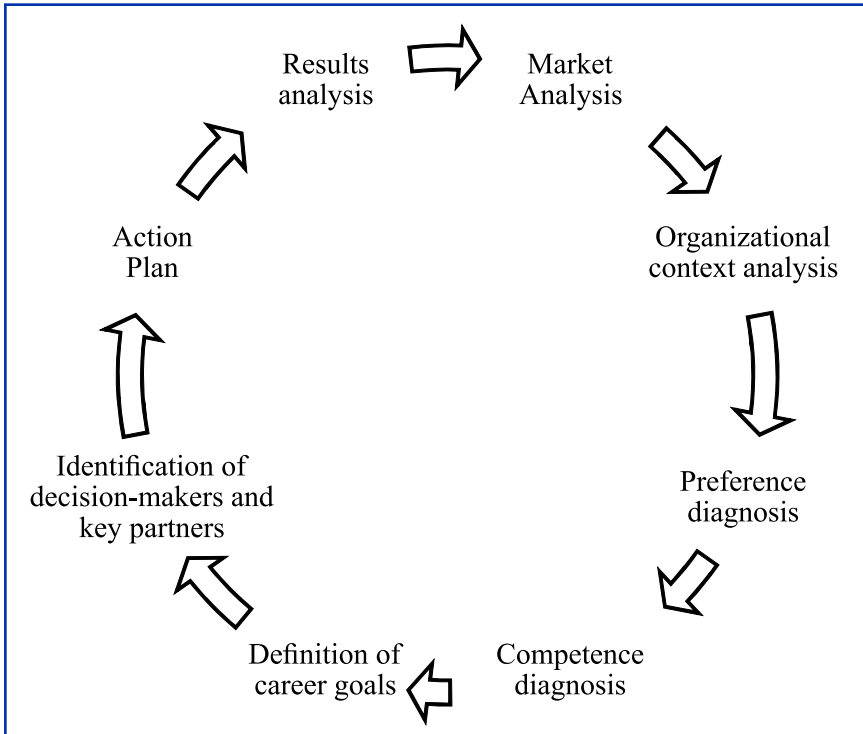 Results
analysis
Market
Analysis
Organizational
context analysis
Preference
diagnosis
Competence
diagnosis
Definition of
career goals
Identification of
decision-makers and
key partners
Action
Plan